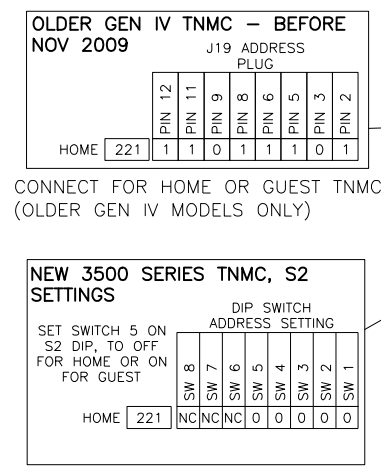 OLDER GEN IV TNMC – BEFORE
NOV 2009
J19 ADDRESS
PLUG
PIN 12 PIN 11 PIN 9 PIN 8 PIN 6 PIN 5 PIN 3 PIN 2
HOME 221 1 1 0 1 1 1 0 1
CONNECT FOR HOME OR GUEST TNMC
(OLDER GEN IV MODELS ONLY)
NEW 3500 SERIES TNMC, S2
SETTINGS
DIP SWITCH
ADDRESS SETTING
SET SWITCH 5 ON
S2 DIP, TO OFF
FOR HOME OR ON
FOR GUEST
SW 8 SW 7 SW 6 SW 5 SW 4 SW 3 SW 2 SW 1
HOME 221 NC NC NC 0 0 0 0 0